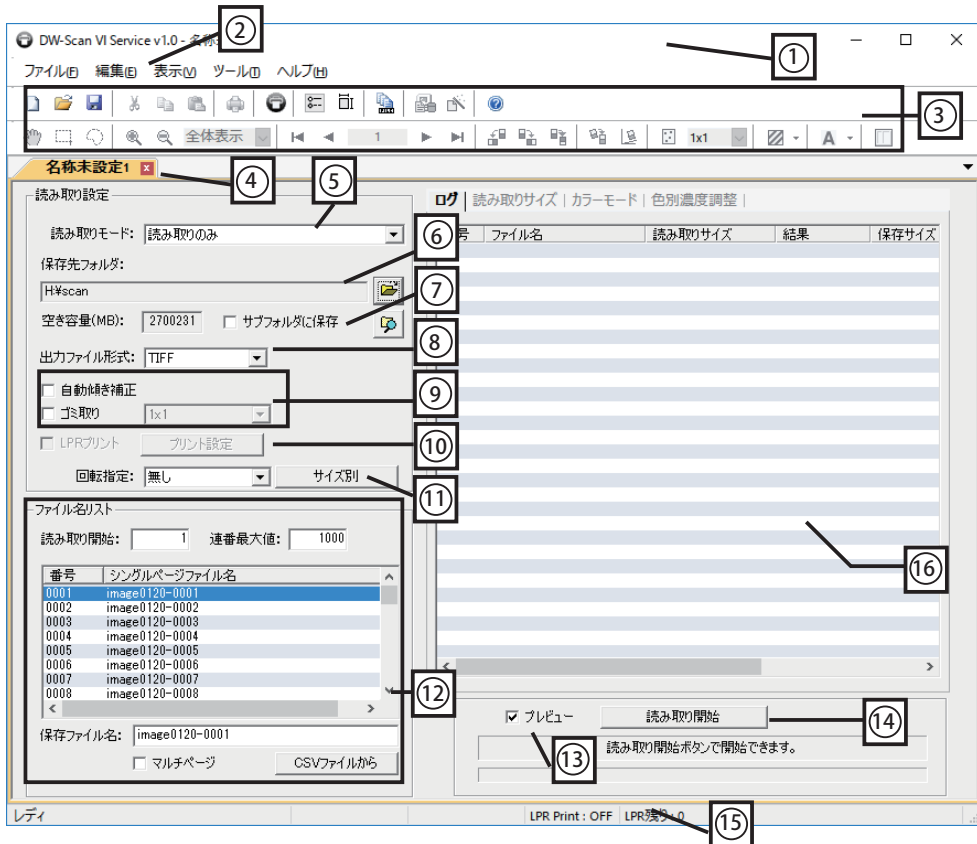 ②
DW-Scan VI Service v1.0 - 名称
①
ファイル(F) 編集(E) 表示(V) ツール(T) ヘルプ(H)
③
全体表示 1 1x1 A
名称未設定1 x
④ ⑤
読み取り設定
読み取りモード: 読み取りのみ
⑥
保存先フォルダ:
H:¥scan
⑦
空き容量(MB): 2700231 サブフォルダに保存
⑧
出力ファイル形式: TIFF
自動傾き補正
⑨
ゴミ取り 1x1
LPRプリント プリント設定
⑩
回転指定: 無し サイズ別
⑪
ファイル名リスト
読み取り開始: 1 連番最大値: 1000
番号 シングルページファイル名
0001 image0120-0001
0002 image0120-0002
0003 image0120-0003
0004 image0120-0004
0005 image0120-0005
0006 image0120-0006
0007 image0120-0007
0008 image0120-0008
⑫
保存ファイル名: image0120-0001
マルチページ CSVファイルから
ログ | 読み取りサイズ | カラーモード | 色別濃度調整 |
号 ファイル名 読み取りサイズ 結果 保存サイズ
⑯
プレビュー 読み取り開始
⑭
読み取り開始ボタンで開始できます。
⑬
レディ LPR Print : OFF LPR残り: 0
⑮